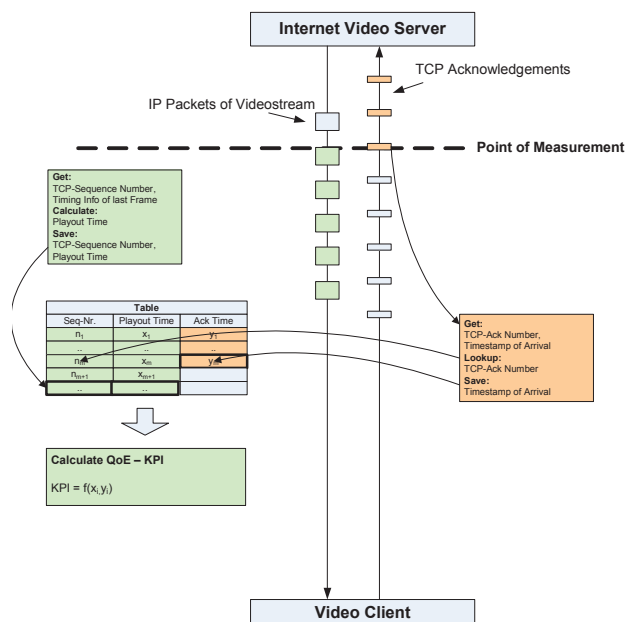 Internet Video Server
TCP Acknowledgements
IP Packets of Videostream
Point of Measurement
Get:
TCP-Sequence Number,
Timing Info of last Frame
Calculate:
Playout Time
Save:
TCP-Sequence Number,
Playout Time
Table
Seq-Nr. Playout Time Ack Time
n1 x1 y1
.. .. ..
nm xm ym
nm+1 xm+1
.. ..
Get:
TCP-Ack Number,
Timestamp of Arrival
Lookup:
TCP-Ack Number
Save:
Timestamp of Arrival
Calculate QoE – KPI
KPI = f(xi,yi)
Video Client